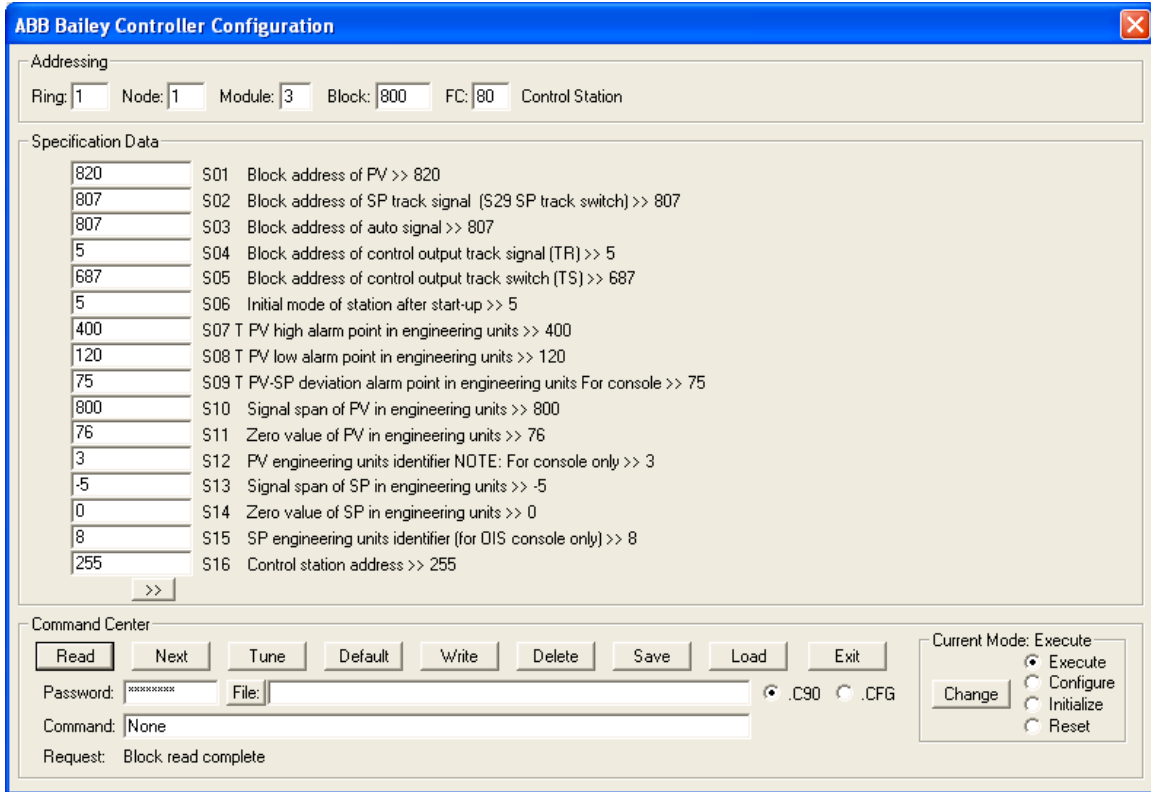 ABB Bailey Controller Configuration
Addressing
Ring: 1 Node: 1 Module: 3 Block: 800 FC: 80 Control Station
Specification Data
820 S01 Block address of PV >> 820
807 S02 Block address of SP track signal (S29 SP track switch) >> 807
807 S03 Block address of auto signal >> 807
5 S04 Block address of control output track signal (TR) >> 5
687 S05 Block address of control output track switch (TS) >> 687
5 S06 Initial mode of station after start-up >> 5
400 S07 T PV high alarm point in engineering units >> 400
120 S08 T PV low alarm point in engineering units >> 120
75 S09 T PV-SP deviation alarm point in engineering units For console >> 75
800 S10 Signal span of PV in engineering units >> 800
76 S11 Zero value of PV in engineering units >> 76
3 S12 PV engineering units identifier NOTE: For console only >> 3
-5 S13 Signal span of SP in engineering units >> -5
0 S14 Zero value of SP in engineering units >> 0
8 S15 SP engineering units identifier (for OIS console only) >> 8
255 S16 Control station address >> 255
>>
Command Center
Read Next Tune Default Write Delete Save Load Exit
Password: ******** File: .C90 .CFG
Command: None
Request: Block read complete
Current Mode: Execute
Change
Execute
Configure
Initialize
Reset